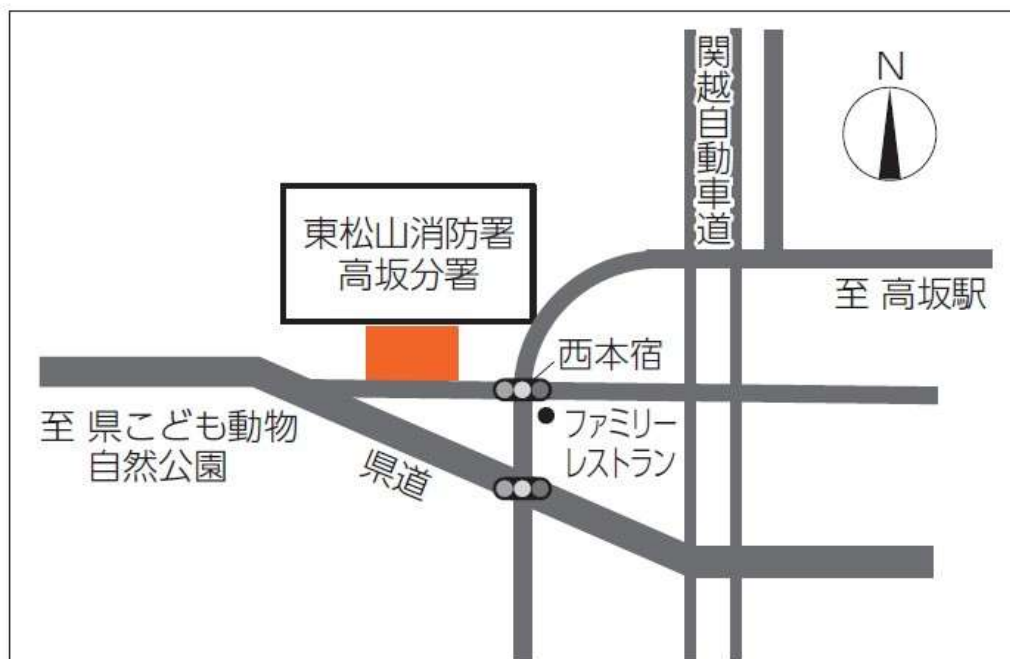 関越自動車道
N
東松山消防署
高坂分署
至 高坂駅
西本宿
至 県こども動物
自然公園
ファミリー
レストラン
県道